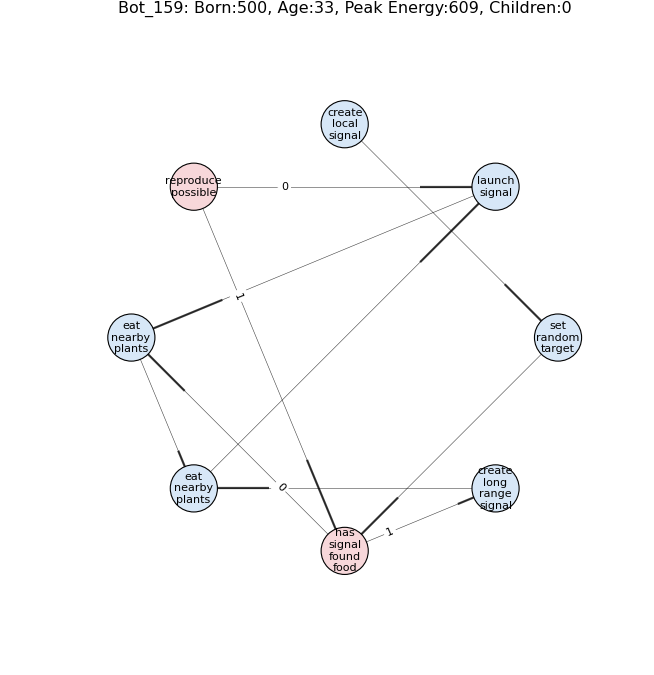 Bot_159: Born:500, Age:33, Peak Energy:609, Children:0
create
local
signal
reproduce
possible
0
launch
signal
1
eat
nearby
plants
set
random
target
eat
nearby
plants
0
create
long
range
signal
1
has
signal
found
food